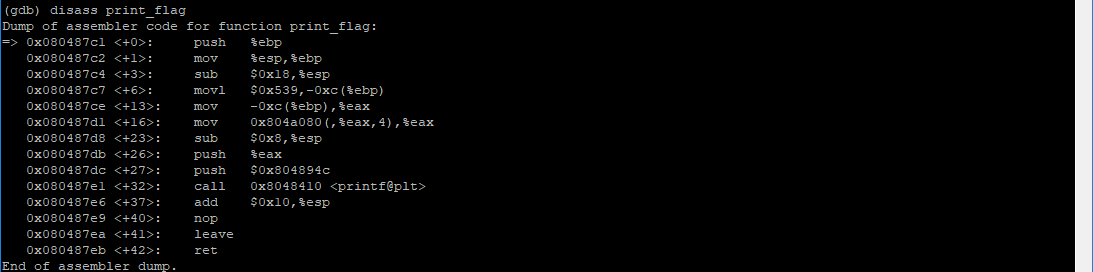 (gdb) disass print_flag
Dump of assembler code for function print_flag:
=> 0x080487c1 <+0>:     push   %ebp
   0x080487c2 <+1>:     mov    %esp,%ebp
   0x080487c4 <+3>:     sub    $0x18,%esp
   0x080487c7 <+6>:     movl   $0x539,-0xc(%ebp)
   0x080487ce <+13>:    mov    -0xc(%ebp),%eax
   0x080487d1 <+16>:    mov    0x804a080(,%eax,4),%eax
   0x080487d8 <+23>:    sub    $0x8,%esp
   0x080487db <+26>:    push   %eax
   0x080487dc <+27>:    push   $0x804894c
   0x080487e1 <+32>:    call   0x8048410 <printf@plt>
   0x080487e6 <+37>:    add    $0x10,%esp
   0x080487e9 <+40>:    nop
   0x080487ea <+41>:    leave
   0x080487eb <+42>:    ret
End of assembler dump.